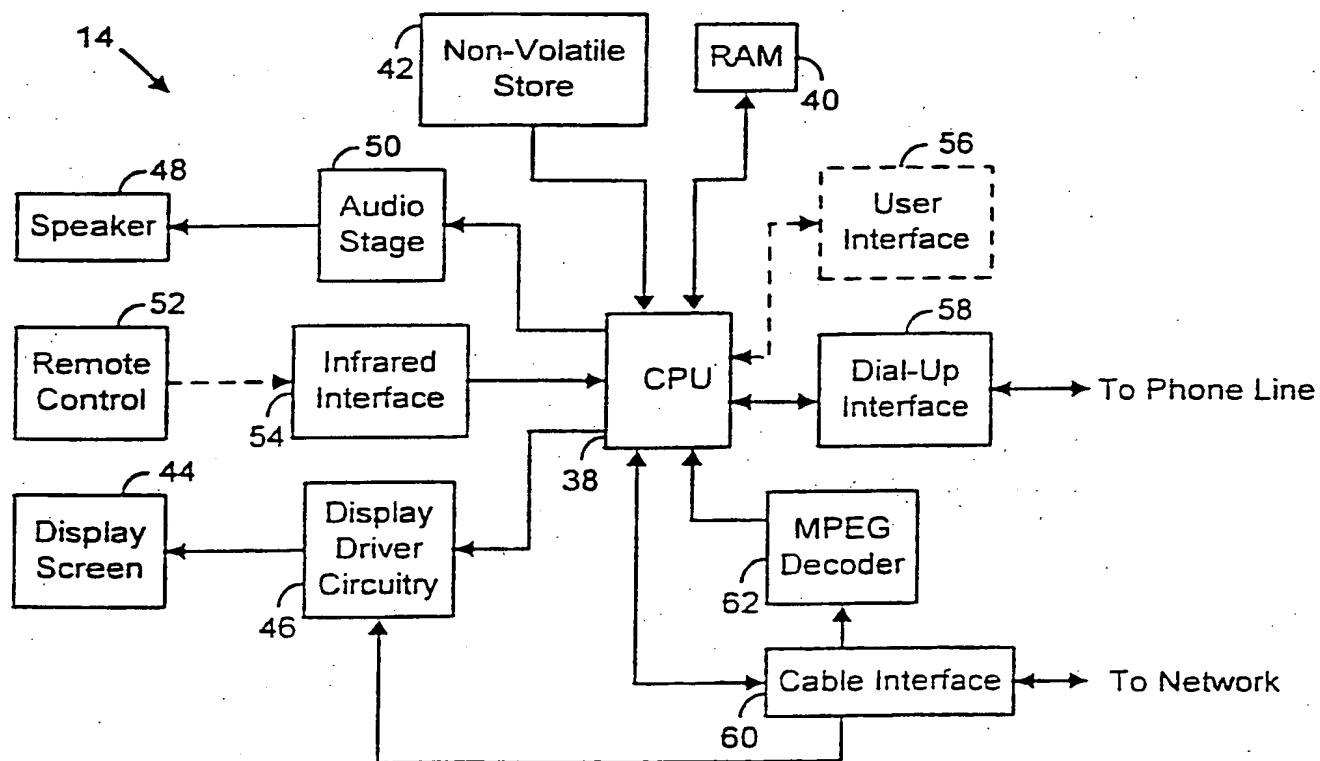 14
42
Non-Volatile
Store
RAM
40
50
48
Audio
Stage
Speaker
56
User
Interface
52
Remote
Control
Infrared
Interface
54
CPU
38
58
Dial-Up
Interface
To Phone Line
44
Display
Screen
Display
Driver
Circuitry
46
MPEG
Decoder
62
Cable Interface
60
To Network